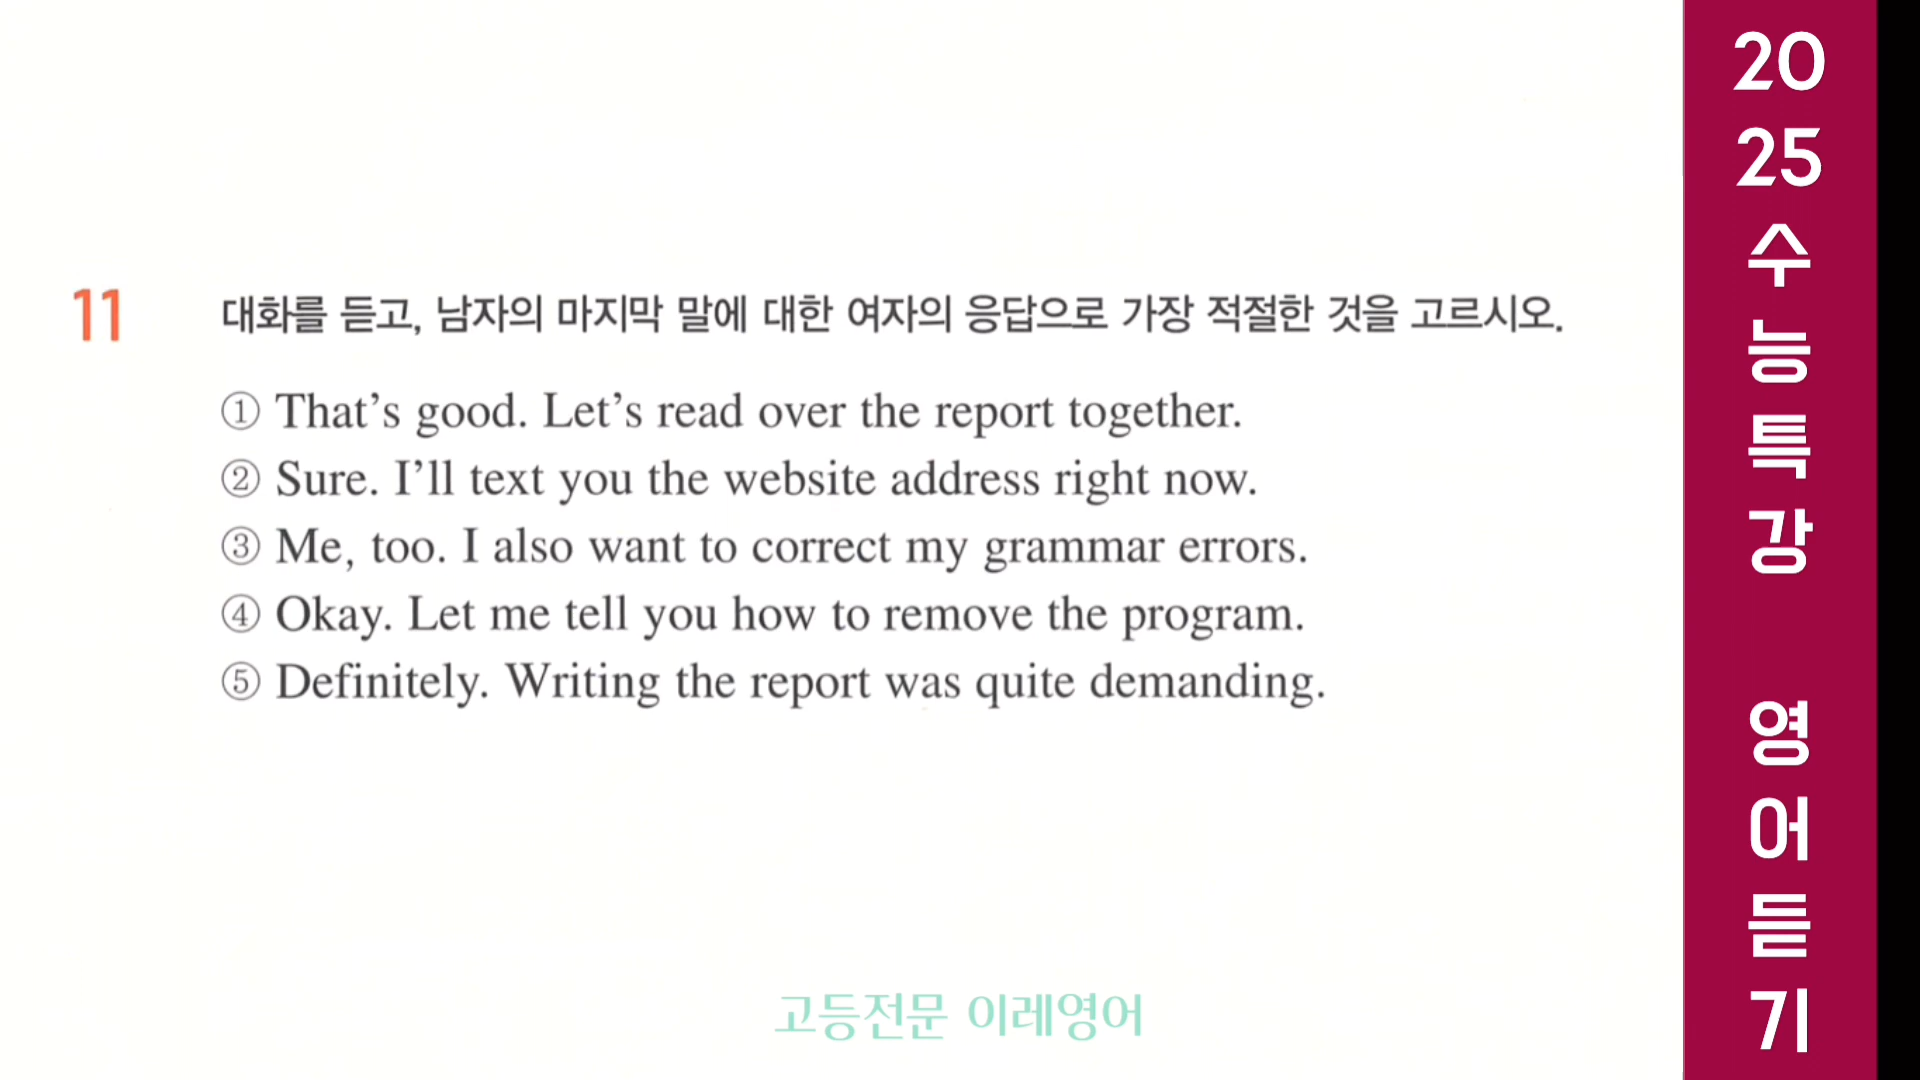 11
대화를 듣고, 남자의 마지막 말에 대한 여자의 응답으로 가장 적절한 것을 고르시오.
① That's good. Let's read over the report together.
② Sure. I'll text you the website address right now.
③ Me, too. I also want to correct my grammar errors.
④ Okay. Let me tell you how to remove the program.
⑤ Definitely. Writing the report was quite demanding.
고등전문 이레영어
20
25
수
능
특
강
영
어
듣
기